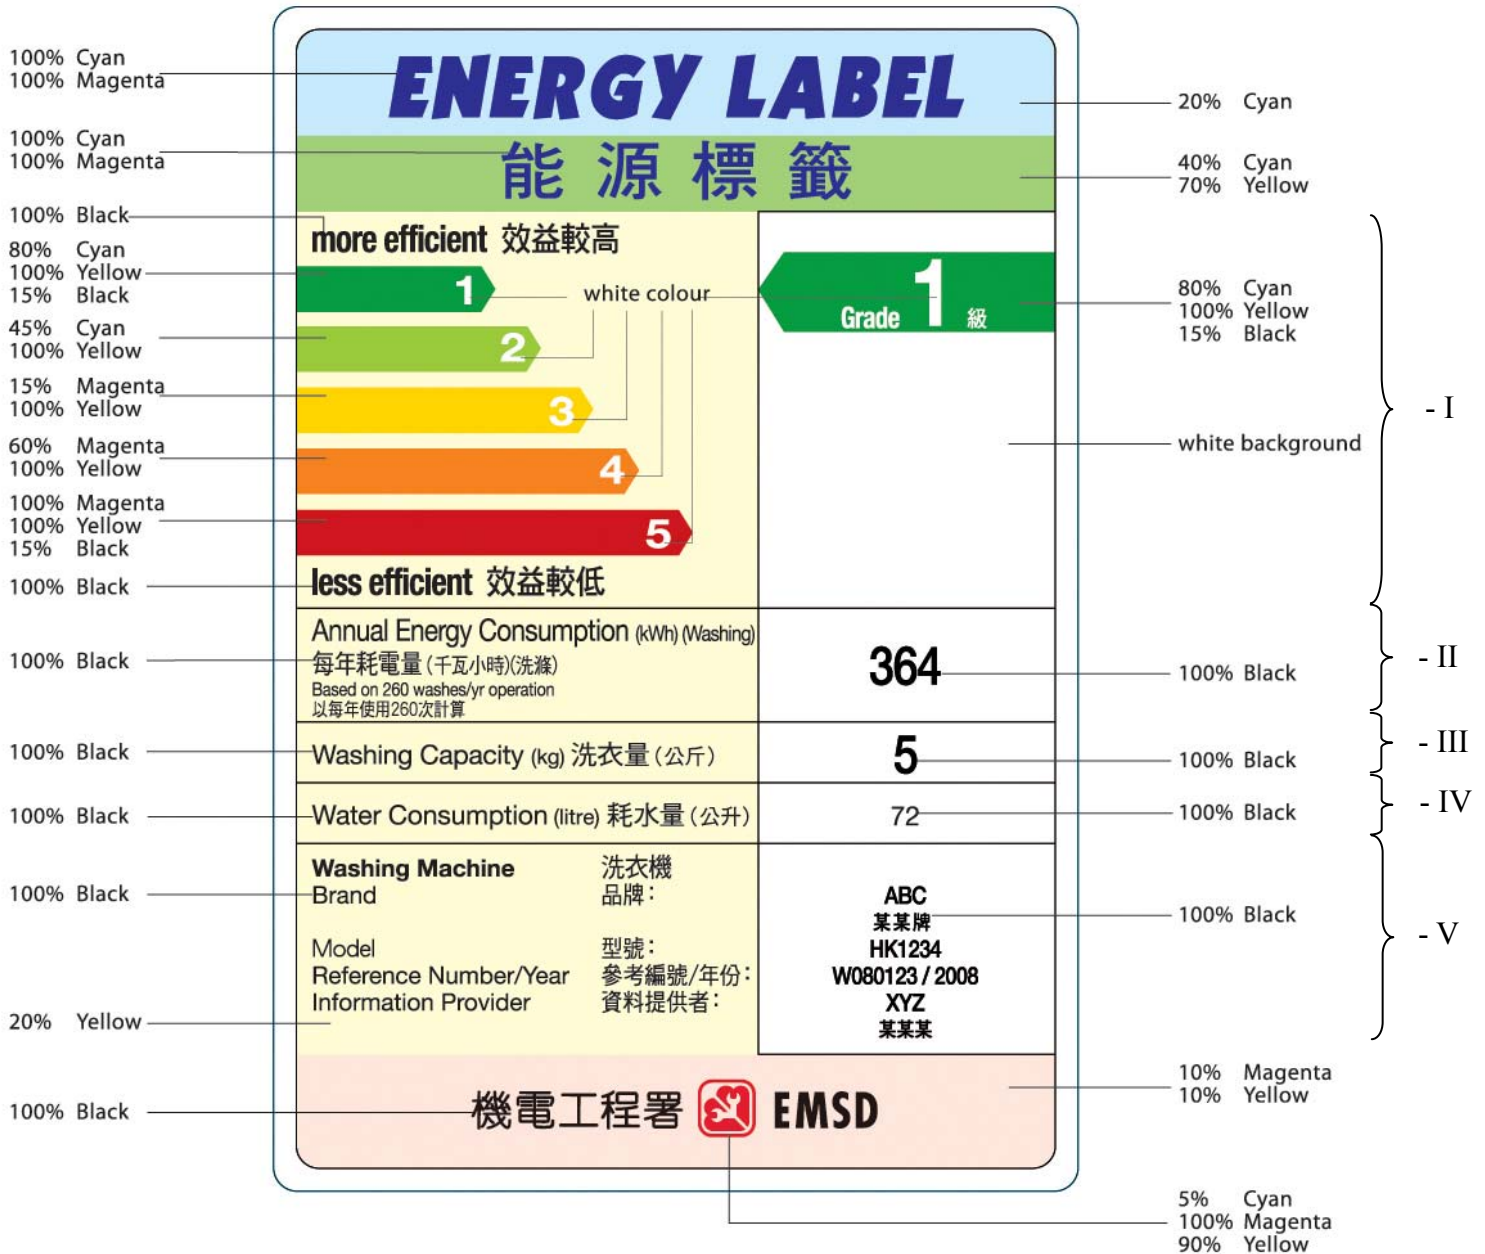 ENERGY LABEL
能源標籤
100% Cyan
100% Magenta
100% Cyan
100% Magenta
100% Black
80% Cyan
100% Yellow
15% Black
45% Cyan
100% Yellow
15% Magenta
100% Yellow
60% Magenta
100% Yellow
100% Magenta
100% Yellow
15% Black
100% Black
100% Black
100% Black
100% Black
100% Black
20% Yellow
100% Black
more efficient 效益較高
1
white colour
2
3
4
5
less efficient 效益較低
1
Grade 級
Annual Energy Consumption (kWh) (Washing)
每年耗電量 (千瓦小時)(洗滌)
Based on 260 washes/yr operation
以每年使用260次計算
364
Washing Capacity (kg) 洗衣量 (公斤)
5
Water Consumption (litre) 耗水量 (公升)
72
Washing Machine 洗衣機
Brand 品牌:
ABC
某某牌
Model 型號:
HK1234
Reference Number/Year 參考編號/年份:
W080123 / 2008
Information Provider 資料提供者:
XYZ
某某某
機電工程署 EMSD
20% Cyan
40% Cyan
70% Yellow
80% Cyan
100% Yellow
15% Black
white background
100% Black
100% Black
100% Black
100% Black
10% Magenta
10% Yellow
5% Cyan
100% Magenta
90% Yellow
- I
- II
- III
- IV
- V